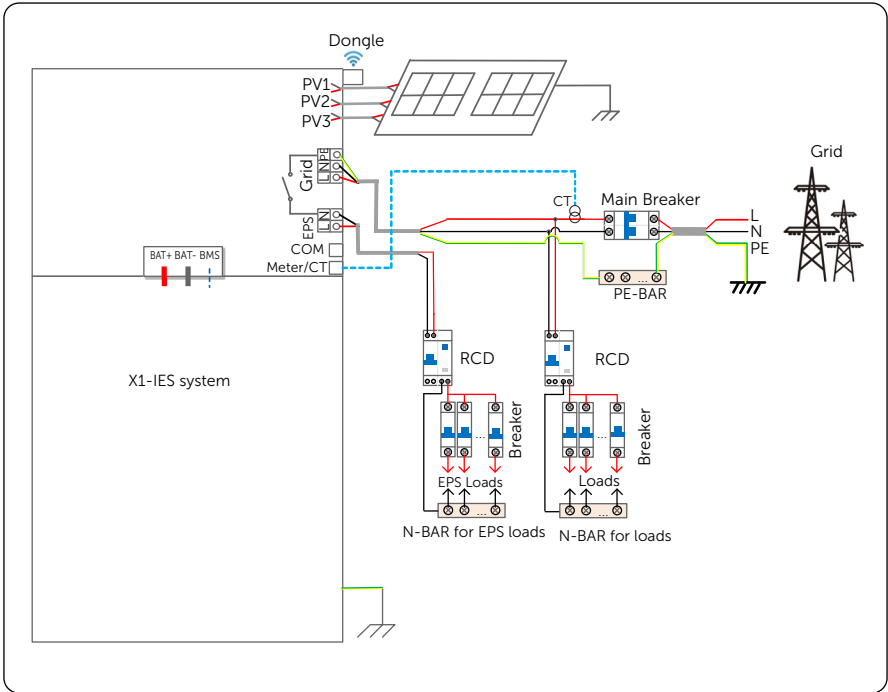 Dongle
PV1
PV2
PV3
Grid
L N PE
EPS
L N
COM
Meter/CT
BAT+ BAT- BMS
X1-IES system
CT
Main Breaker
Grid
L
N
PE
... 
PE-BAR
RCD
RCD
...
Breaker
...
Breaker
EPS Loads
Loads
...
...
N-BAR for EPS loads
N-BAR for loads